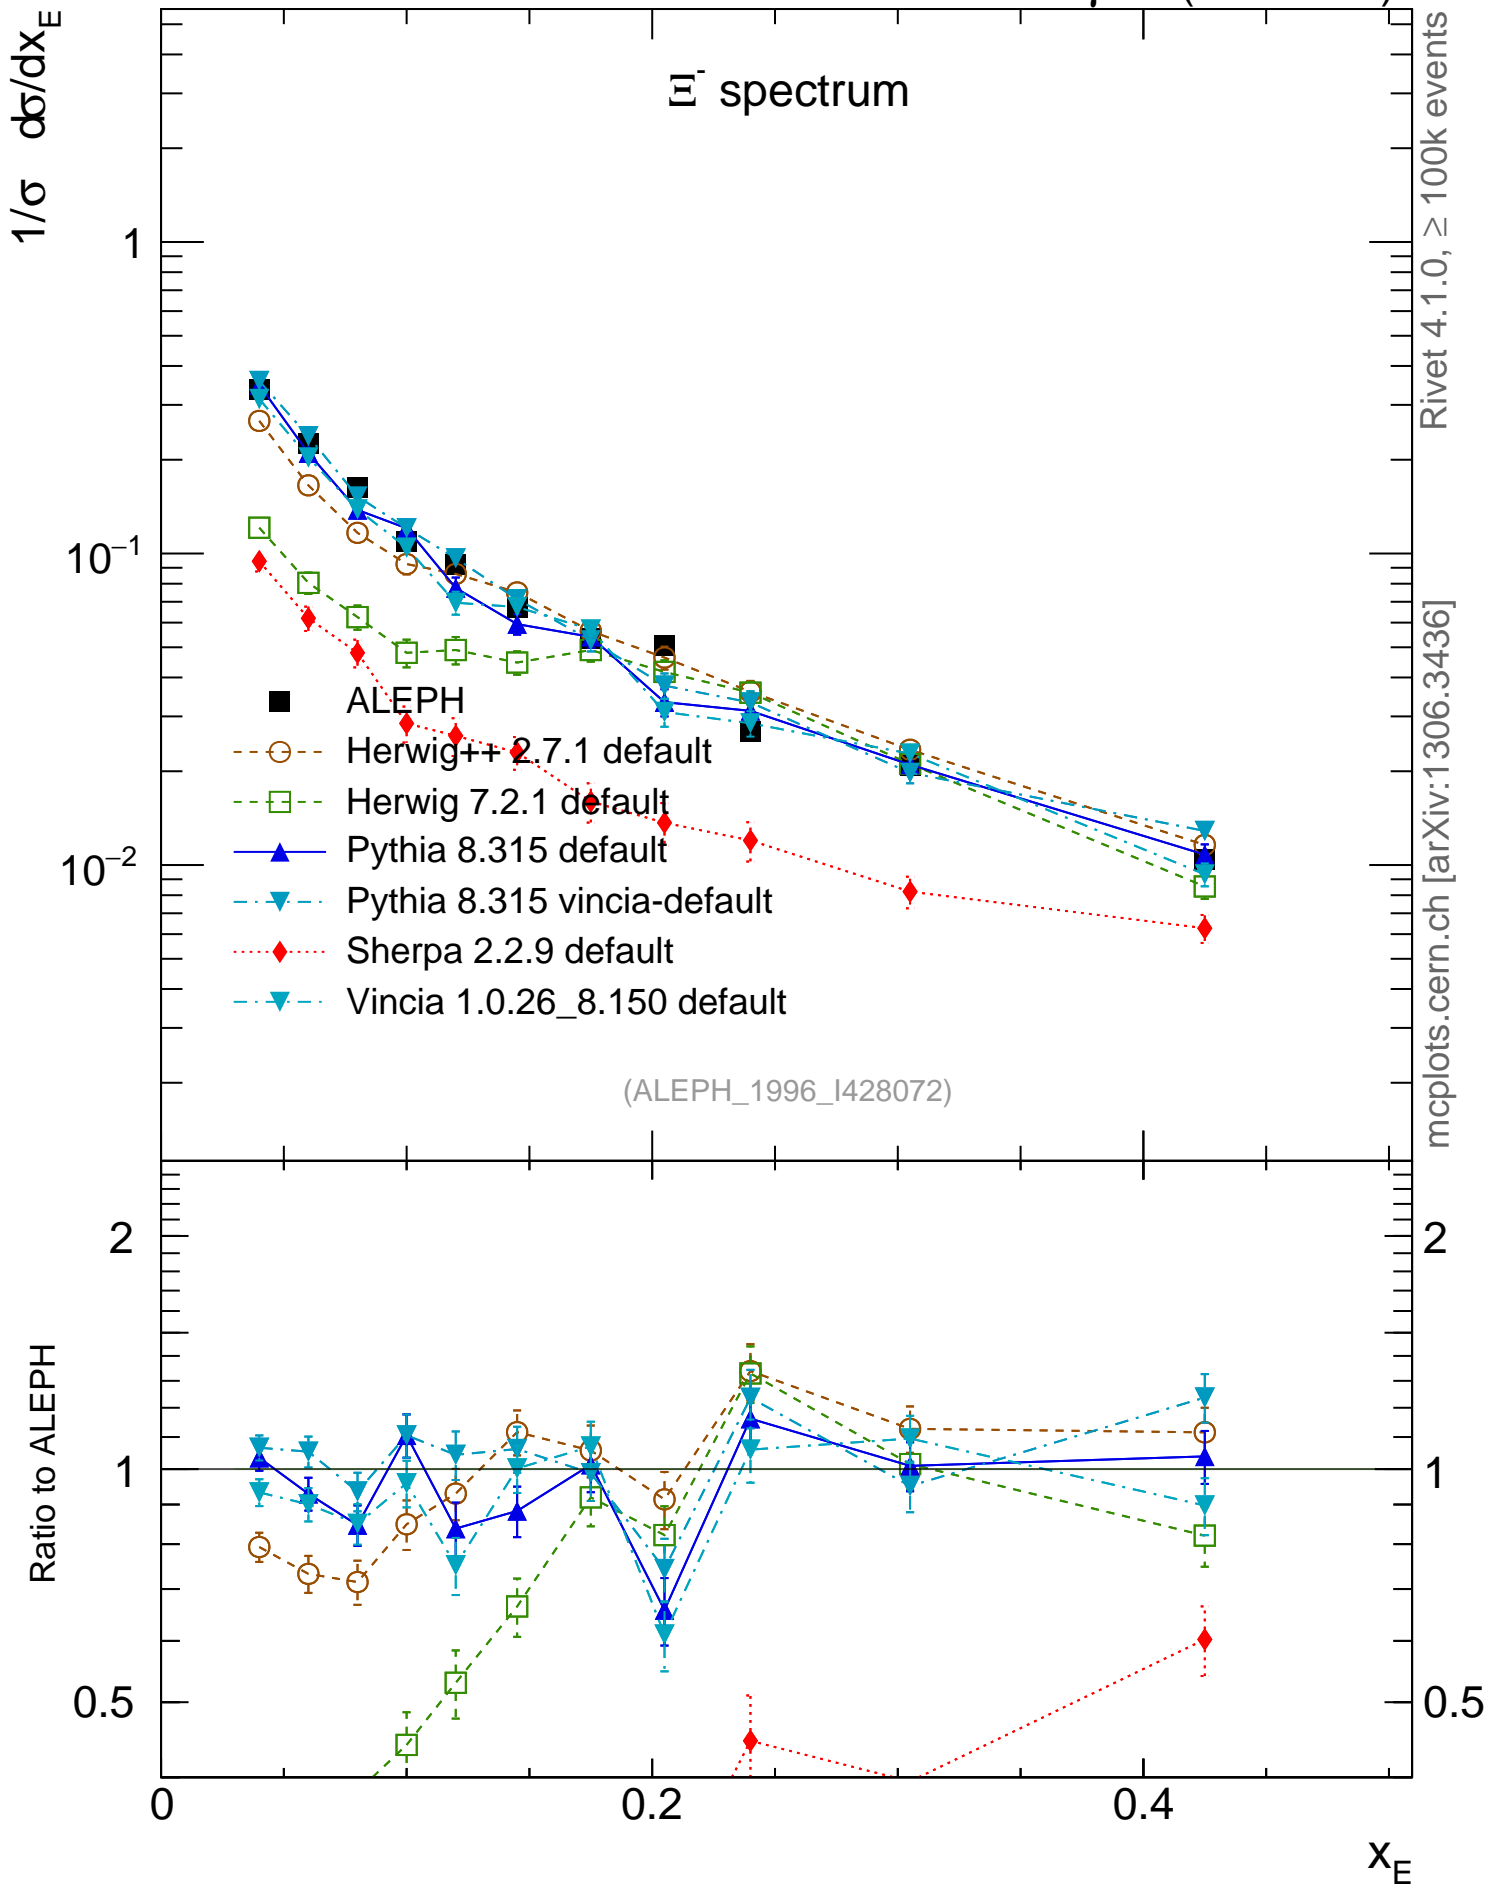 1/σ dσ/dx_E
Ξ⁻ spectrum
1
10⁻¹
10⁻²
ALEPH
Herwig++ 2.7.1 default
Herwig 7.2.1 default
Pythia 8.315 default
Pythia 8.315 vincia-default
Sherpa 2.2.9 default
Vincia 1.0.26_8.150 default
(ALEPH_1996_I428072)
Rivet 4.1.0, ≥ 100k events
mcplots.cern.ch [arXiv:1306.3436]
Ratio to ALEPH
2
1
0.5
2
1
0.5
0
0.2
0.4
x_E